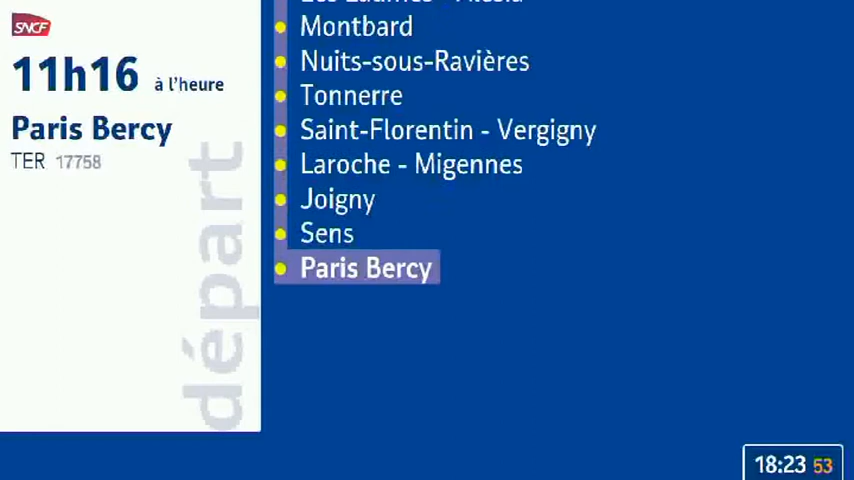 SNCF
11h16 à l'heure
Paris Bercy
TER 17758
départ
Montbard
Nuits-sous-Ravières
Tonnerre
Saint-Florentin - Vergigny
Laroche - Migennes
Joigny
Sens
Paris Bercy
18:23 53